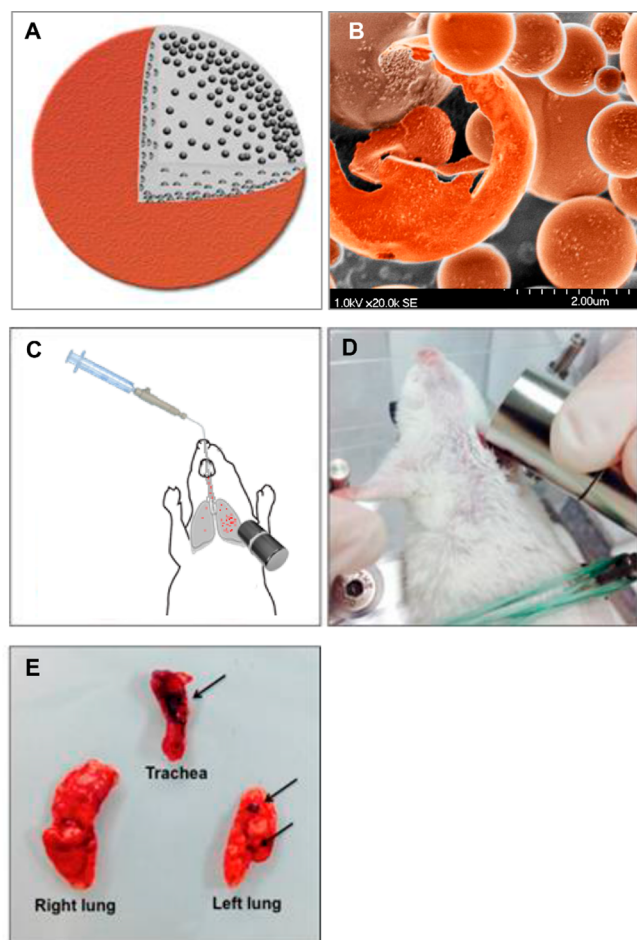 A
B
1.0kV x20.0k SE
2.00um
C
D
E
Trachea
Right lung
Left lung